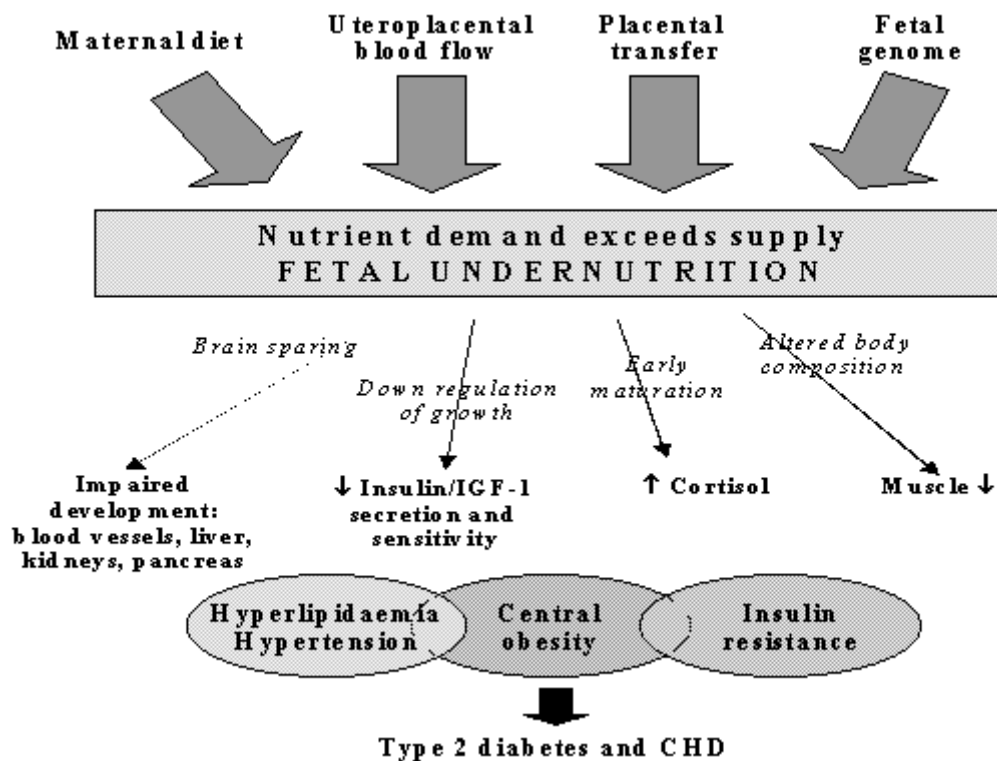 Maternal diet
Uteroplacental
blood flow
Placental
transfer
Fetal
genome
Nutrient demand exceeds supply
FETAL UNDERNUTRITION
Brain sparing
Down regulation
of growth
Early
maturation
Altered body
composition
Impaired
development:
blood vessels, liver,
kidneys, pancreas
↓ Insulin/IGF-1
secretion and
sensitivity
↑ Cortisol
Muscle ↓
Hyperlipidaemia
Hypertension
Central
obesity
Insulin
resistance
Type 2 diabetes and CHD